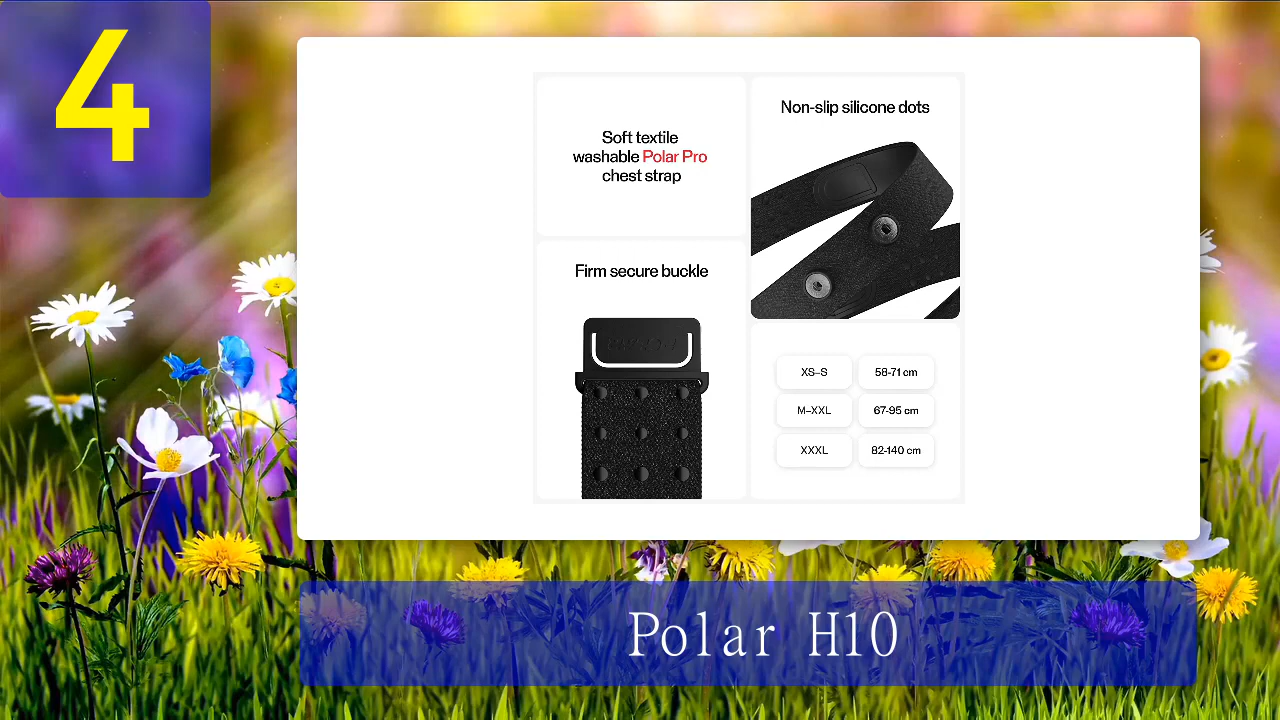 4
Soft textile
washable Polar Pro
chest strap
Non-slip silicone dots
Firm secure buckle
XS-S 58-71 cm
M-XXL 67-95 cm
XXXL 82-140 cm
Polar H10